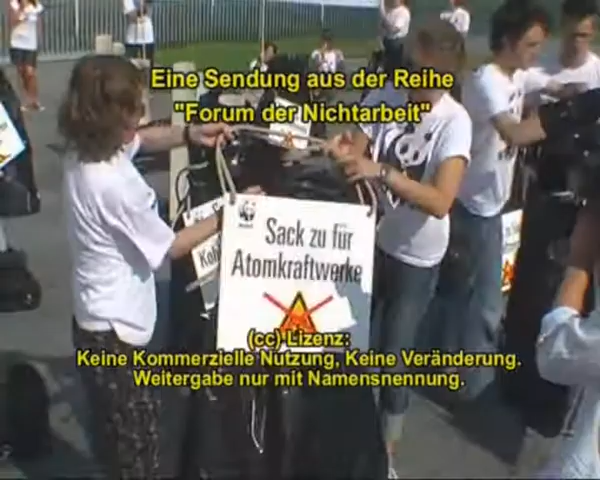 Eine Sendung aus der Reihe
"Forum der Nichtarbeit"
WWF
Sack zu für
Atomkraftwerke
(cc) Lizenz:
Keine Kommerzielle Nutzung, Keine Veränderung.
Weitergabe nur mit Namensnennung.